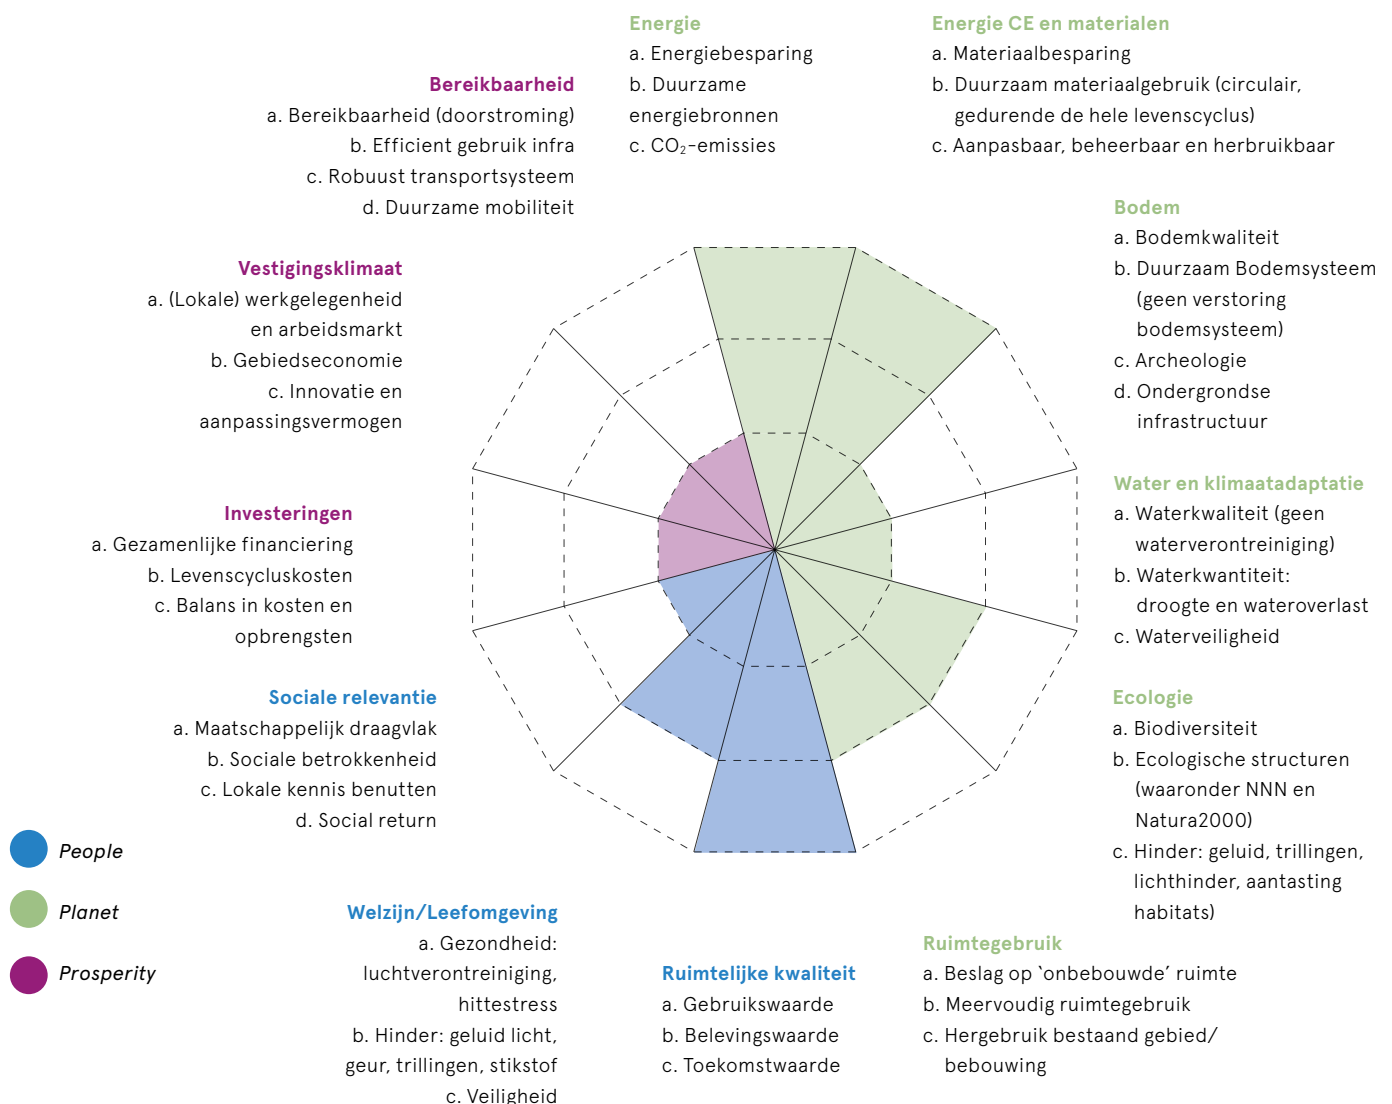 Energie
a. Energiebesparing
b. Duurzame
energiebronnen
c. CO₂-emissies
Energie CE en materialen
a. Materiaalbesparing
b. Duurzaam materiaalgebruik (circulair,
gedurende de hele levenscyclus)
c. Aanpasbaar, beheerbaar en herbruikbaar
Bereikbaarheid
a. Bereikbaarheid (doorstroming)
b. Efficient gebruik infra
c. Robuust transportsysteem
d. Duurzame mobiliteit
Bodem
a. Bodemkwaliteit
b. Duurzaam Bodemsysteem
(geen verstoring
bodemsysteem)
c. Archeologie
d. Ondergrondse
infrastructuur
Vestigingsklimaat
a. (Lokale) werkgelegenheid
en arbeidsmarkt
b. Gebiedseconomie
c. Innovatie en
aanpassingsvermogen
Water en klimaatadaptatie
a. Waterkwaliteit (geen
waterverontreiniging)
b. Waterkwantiteit:
droogte en wateroverlast
c. Waterveiligheid
Investeringen
a. Gezamenlijke financiering
b. Levenscycluskosten
c. Balans in kosten en
opbrengsten
Sociale relevantie
a. Maatschappelijk draagvlak
b. Sociale betrokkenheid
c. Lokale kennis benutten
d. Social return
Ecologie
a. Biodiversiteit
b. Ecologische structuren
(waaronder NNN en
Natura2000)
c. Hinder: geluid, trillingen,
lichthinder, aantasting
habitats)
People
Planet
Prosperity
Welzijn/Leefomgeving
a. Gezondheid:
luchtverontreiniging,
hittestress
b. Hinder: geluid licht,
geur, trillingen, stikstof
c. Veiligheid
Ruimtelijke kwaliteit
a. Gebruikswaarde
b. Belevingswaarde
c. Toekomstwaarde
Ruimtegebruik
a. Beslag op ‘onbebouwde’ ruimte
b. Meervoudig ruimtegebruik
c. Hergebruik bestaand gebied/
bebouwing